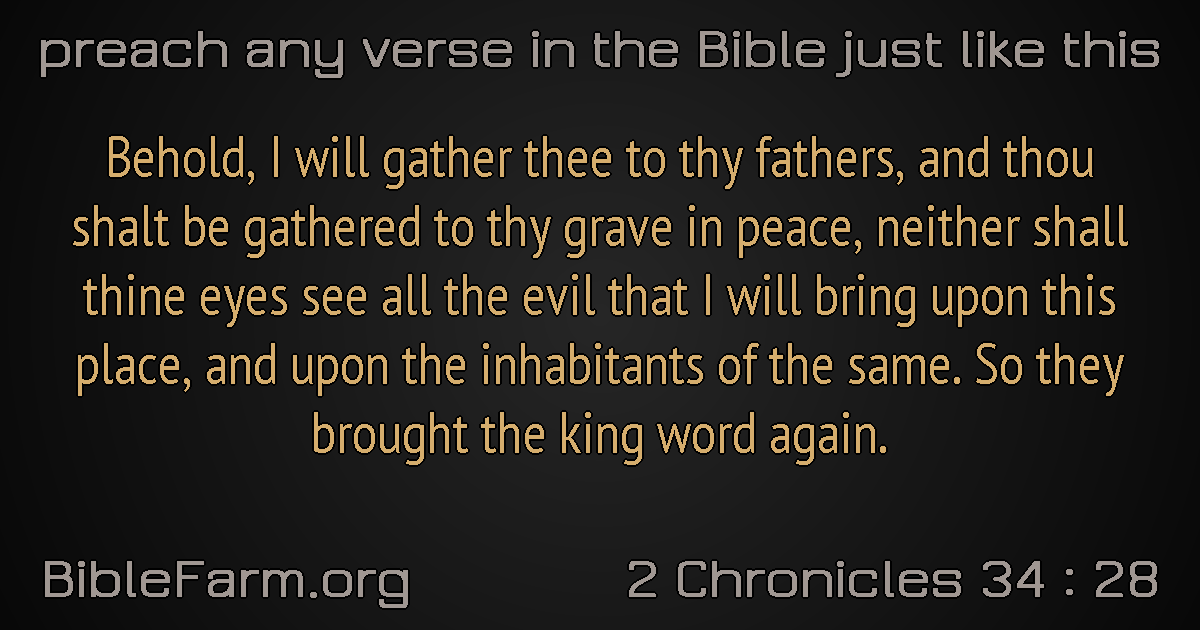 preach any verse in the Bible just like this
Behold, I will gather thee to thy fathers, and thou
shalt be gathered to thy grave in peace, neither shall
thine eyes see all the evil that I will bring upon this
place, and upon the inhabitants of the same. So they
brought the king word again.
BibleFarm.org
2 Chronicles 34 : 28